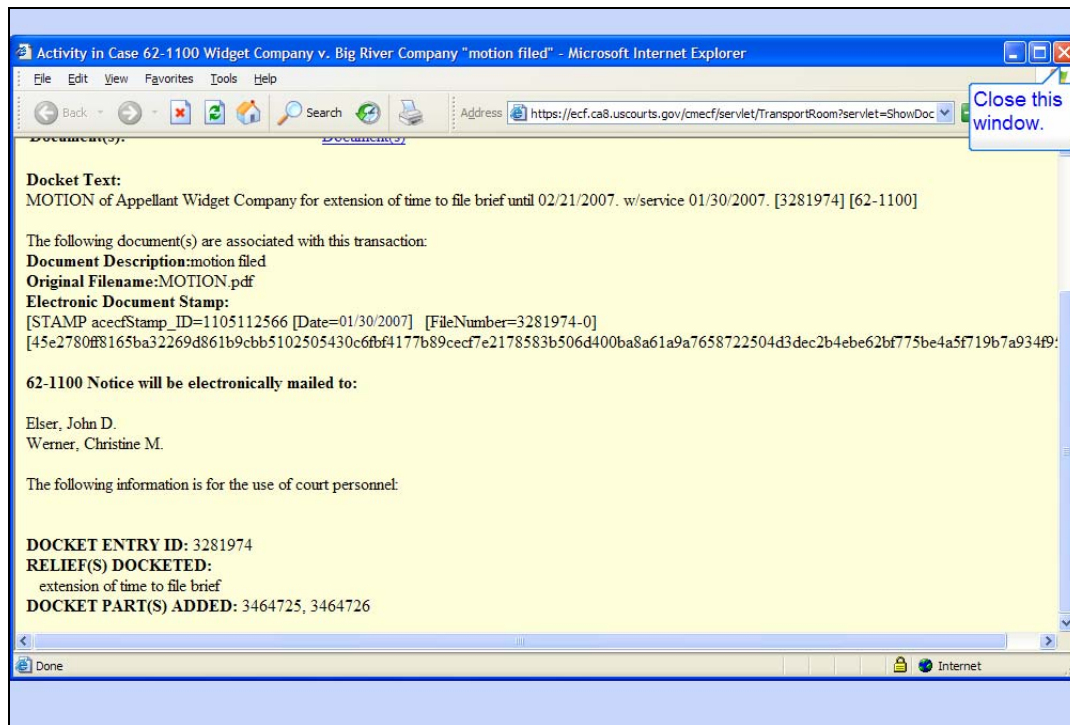 Activity in Case 62-1100 Widget Company v. Big River Company "motion filed" - Microsoft Internet Explorer
File Edit View Favorites Tools Help
Back Search Address https://ecf.ca8.uscourts.gov/cmecf/servlet/TransportRoom?servlet=ShowDoc
Close this
window.
Document(s): Document(s)
Docket Text:
MOTION of Appellant Widget Company for extension of time to file brief until 02/21/2007. w/service 01/30/2007. [3281974] [62-1100]
The following document(s) are associated with this transaction:
Document Description:motion filed
Original Filename:MOTION.pdf
Electronic Document Stamp:
[STAMP acecfStamp_ID=1105112566 [Date=01/30/2007] [FileNumber=3281974-0]
[45e2780ff8165ba32269d861b9cbb5102505430c6fbf4177b89cecf7e2178583b506d400ba8a61a9a7658722504d3dec2b4ebe62bf775be4a5f719b7a934f95
62-1100 Notice will be electronically mailed to:
Elser, John D.
Werner, Christine M.
The following information is for the use of court personnel:
DOCKET ENTRY ID: 3281974
RELIEF(S) DOCKETED:
extension of time to file brief
DOCKET PART(S) ADDED: 3464725, 3464726
Done Internet